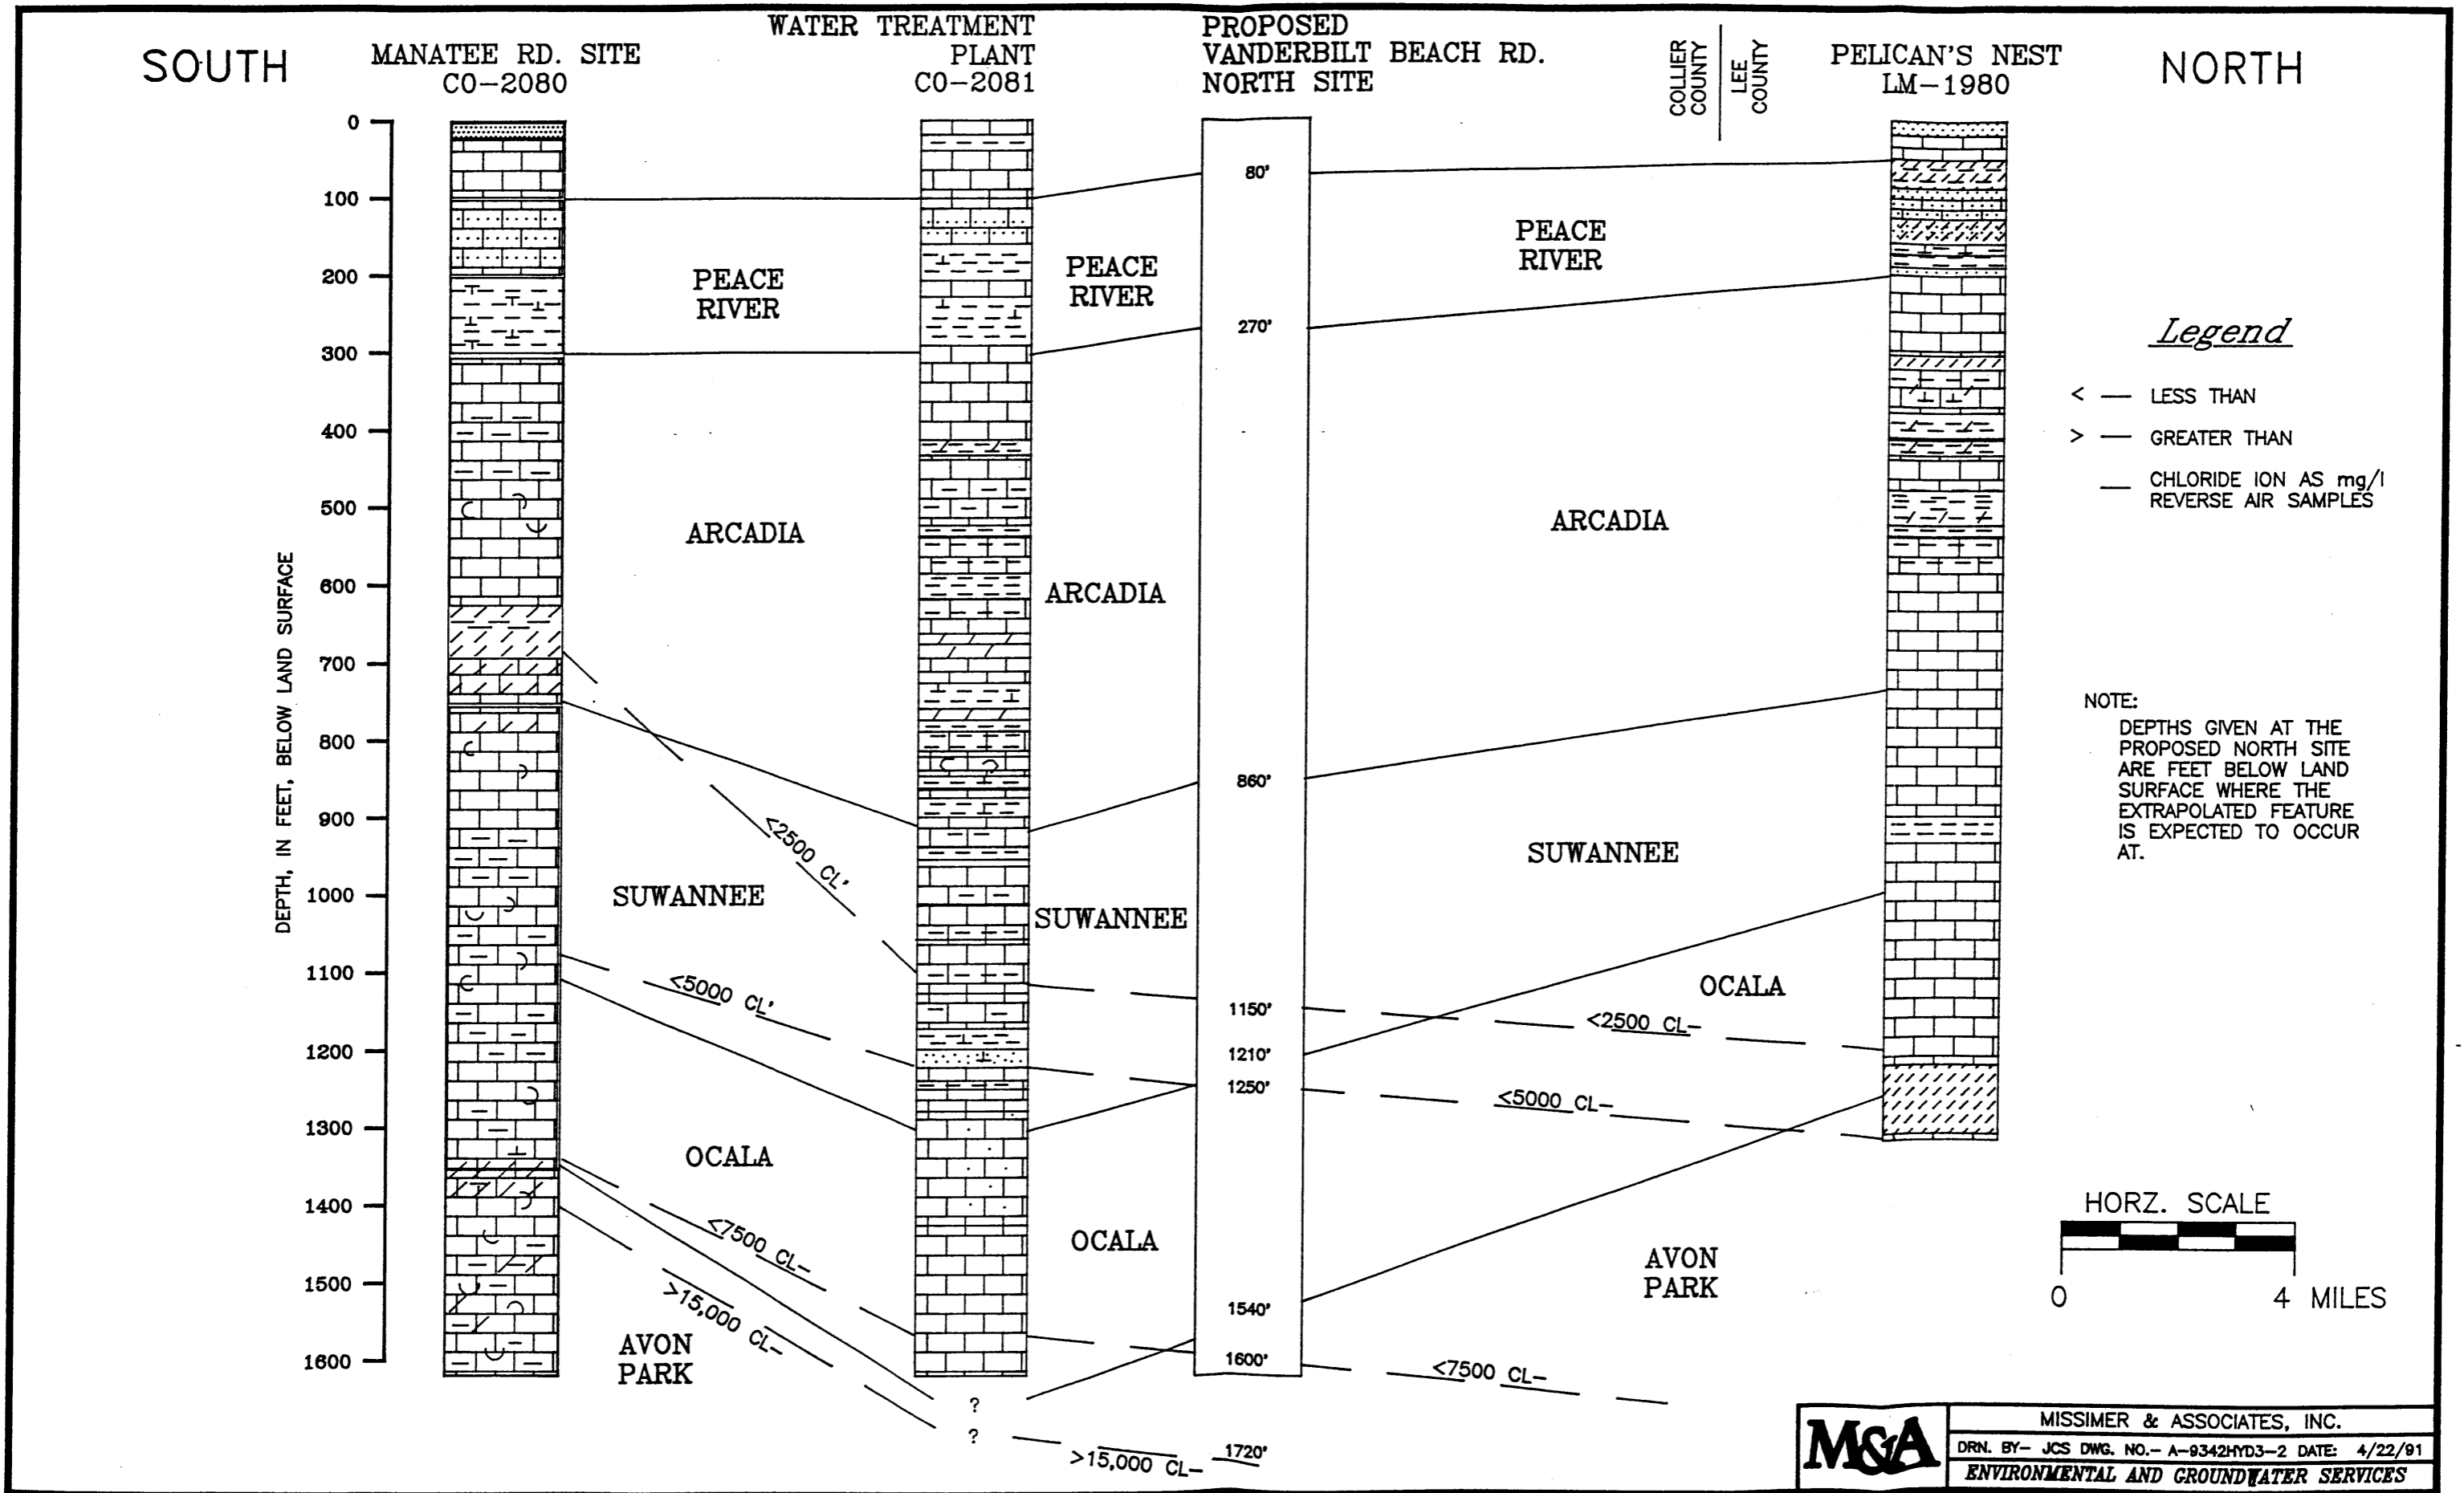 SOUTH
MANATEE RD. SITE
CO-2080
WATER TREATMENT
PLANT
CO-2081
PROPOSED
VANDERBILT BEACH RD.
NORTH SITE
COLLIER
COUNTY
LEE
COUNTY
PELICAN'S NEST
LM-1980
NORTH
DEPTH, IN FEET, BELOW LAND SURFACE
0
100
200
300
400
500
600
700
800
900
1000
1100
1200
1300
1400
1500
1600
PEACE
RIVER
ARCADIA
<2500 CL'
SUWANNEE
<5000 CL'
OCALA
<7500 CL-
>15,000 CL-
AVON
PARK
PEACE
RIVER
ARCADIA
SUWANNEE
OCALA
?
?
>15,000 CL-
80'
270'
860'
1150'
1210'
1250'
1540'
1600'
1720'
PEACE
RIVER
ARCADIA
SUWANNEE
OCALA
<2500 CL-
<5000 CL-
AVON
PARK
<7500 CL-
Legend
< — LESS THAN
> — GREATER THAN
— CHLORIDE ION AS mg/l
REVERSE AIR SAMPLES
NOTE:
DEPTHS GIVEN AT THE
PROPOSED NORTH SITE
ARE FEET BELOW LAND
SURFACE WHERE THE
EXTRAPOLATED FEATURE
IS EXPECTED TO OCCUR
AT.
HORZ. SCALE
0 4 MILES
M&A
MISSIMER & ASSOCIATES, INC.
DRN. BY- JCS DWG. NO.- A-9342HYD3-2 DATE: 4/22/91
ENVIRONMENTAL AND GROUNDWATER SERVICES